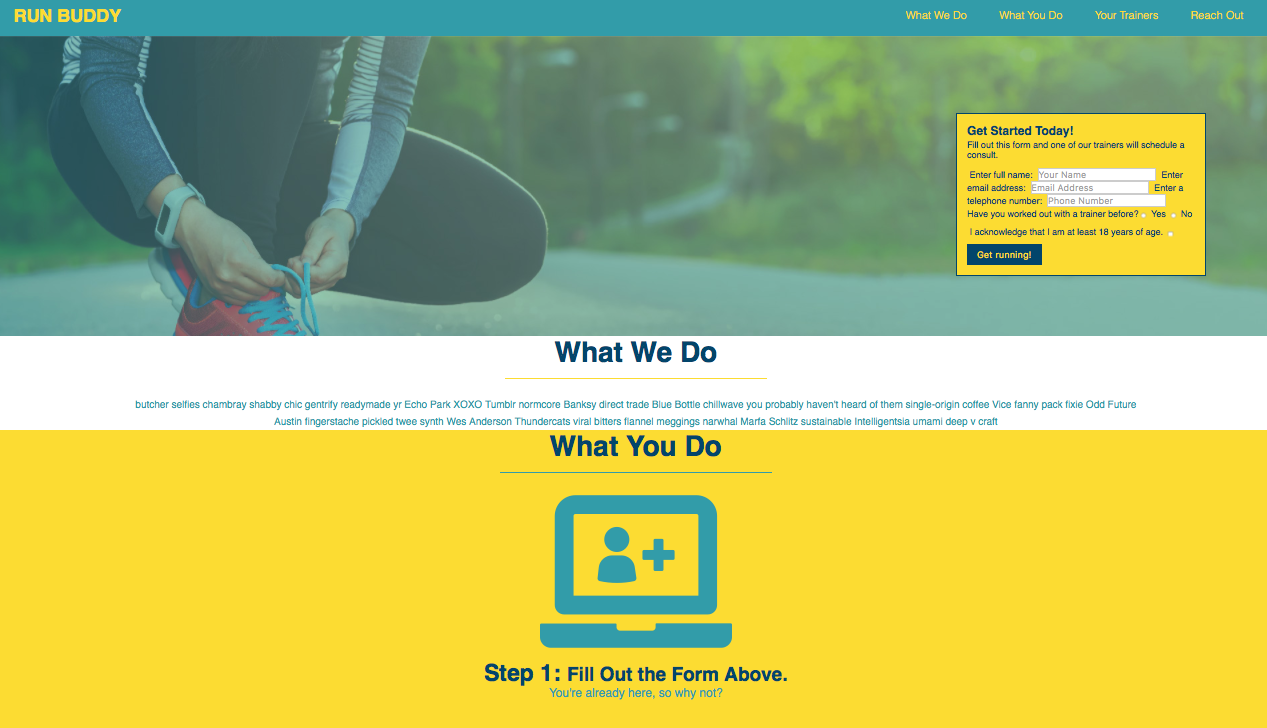 RUN BUDDY
What We Do What You Do Your Trainers Reach Out
Get Started Today!
Fill out this form and one of our trainers will schedule a
consult.
Enter full name: Your Name Enter
email address: Email Address Enter a
telephone number: Phone Number
Have you worked out with a trainer before? Yes No
I acknowledge that I am at least 18 years of age.
Get running!
What We Do
butcher selfies chambray shabby chic gentrify readymade yr Echo Park XOXO Tumblr normcore Banksy direct trade Blue Bottle chillwave you probably haven't heard of them single-origin coffee Vice fanny pack fixie Odd Future
Austin fingerstache pickled twee synth Wes Anderson Thundercats viral bitters flannel meggings narwhal Marfa Schlitz sustainable Intelligentsia umami deep v craft
What You Do
Step 1: Fill Out the Form Above.
You're already here, so why not?